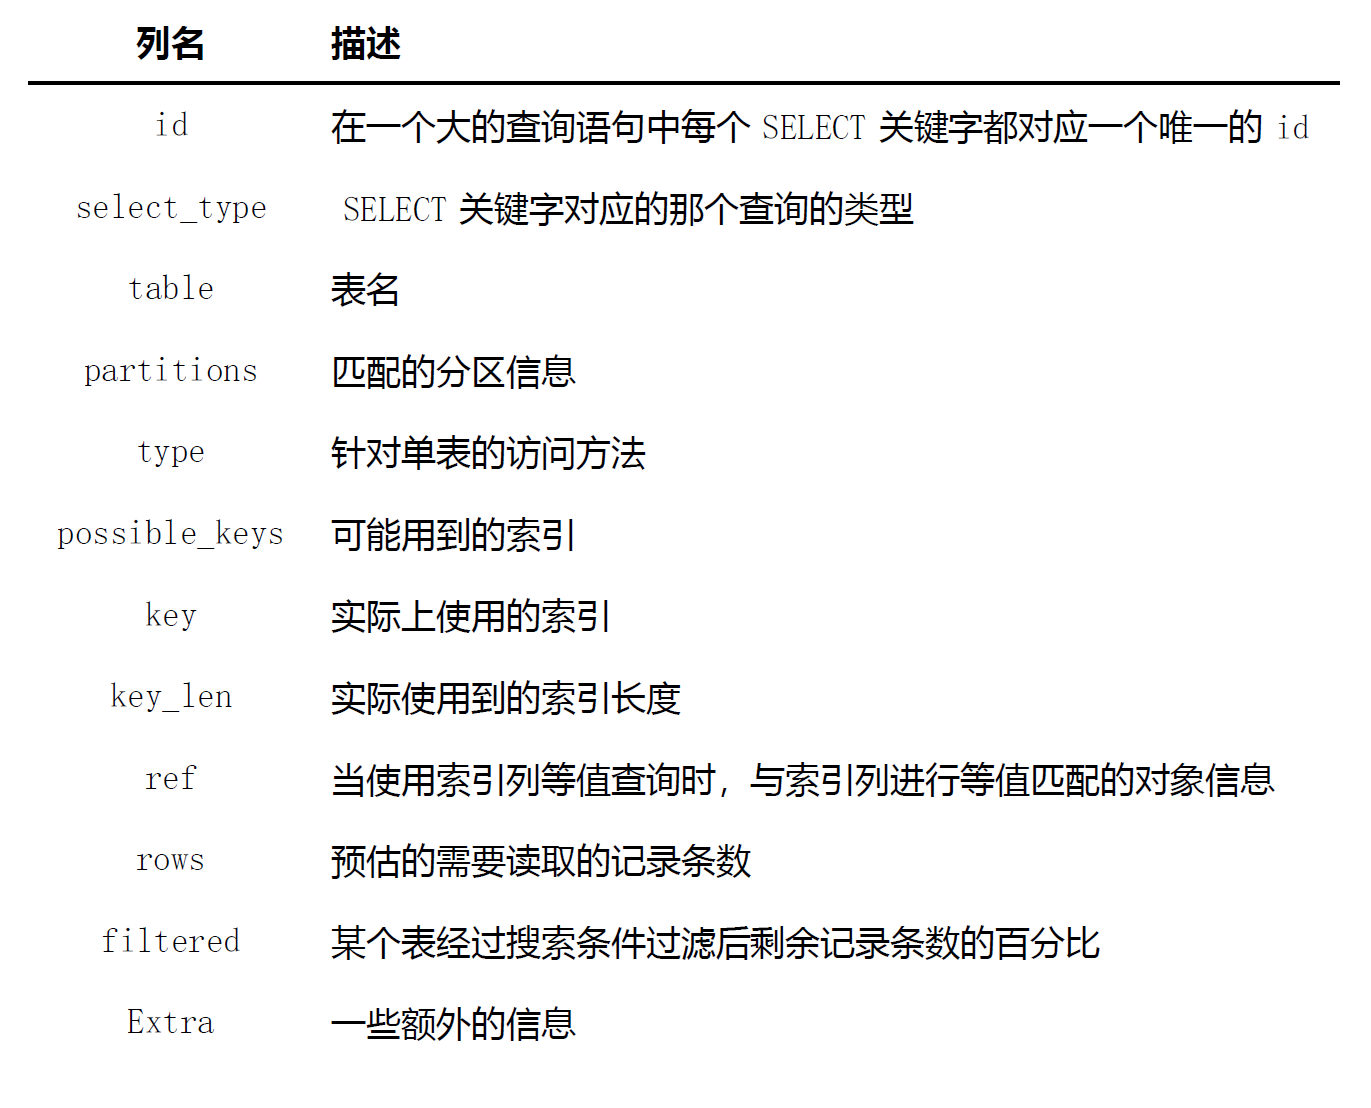 列名 描述
id 在一个大的查询语句中每个 SELECT 关键字都对应一个唯一的 id
select_type SELECT 关键字对应的那个查询的类型
table 表名
partitions 匹配的分区信息
type 针对单表的访问方法
possible_keys 可能用到的索引
key 实际上使用的索引
key_len 实际使用到的索引长度
ref 当使用索引列等值查询时，与索引列进行等值匹配的对象信息
rows 预估的需要读取的记录条数
filtered 某个表经过搜索条件过滤后剩余记录条数的百分比
Extra 一些额外的信息